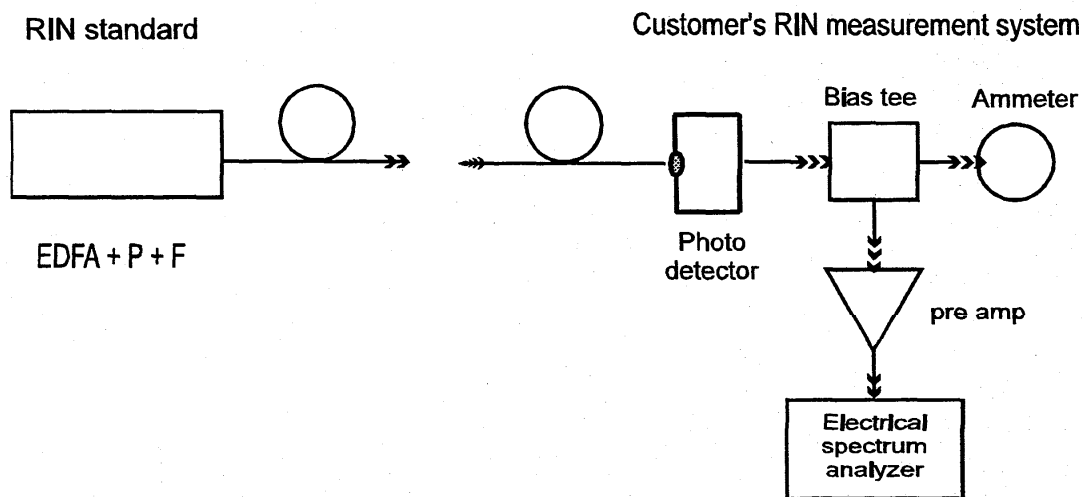 RIN standard
Customer's RIN measurement system
Bias tee
Ammeter
EDFA + P + F
Photo
detector
pre amp
Electrical
spectrum
analyzer